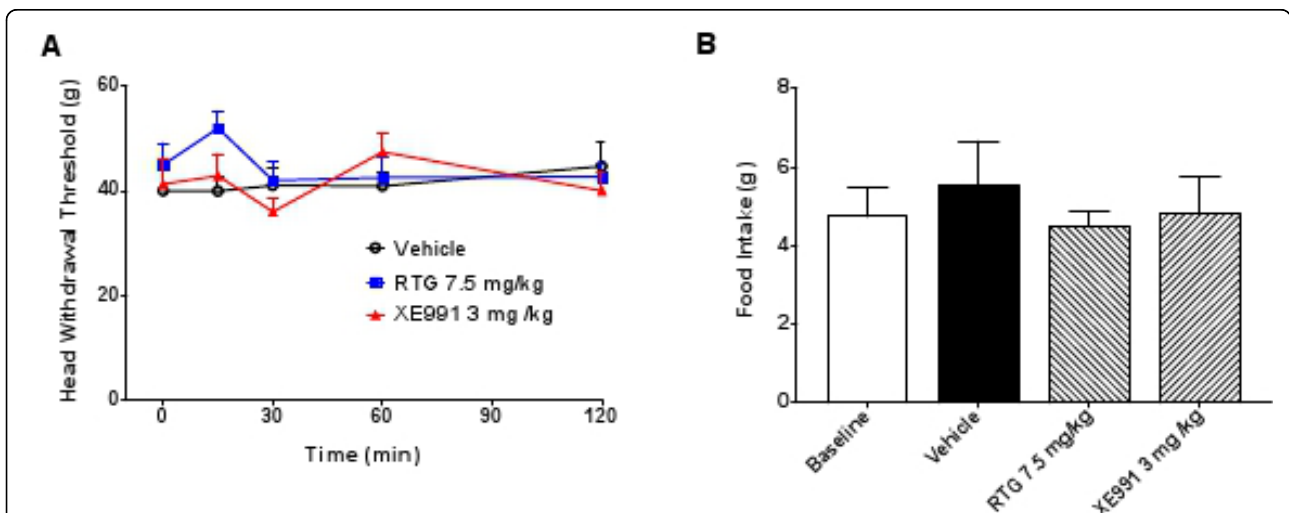 A
Head Withdrawal Threshold (g)
60
40
20
0
Vehicle
RTG 7.5 mg/kg
XE991 3 mg /kg
0
30
60
90
120
Time (min)
B
Food Intake (g )
8
6
4
2
0
Baseline
Vehicle
RTG 7.5 mg/kg
XE991 3 mg /kg